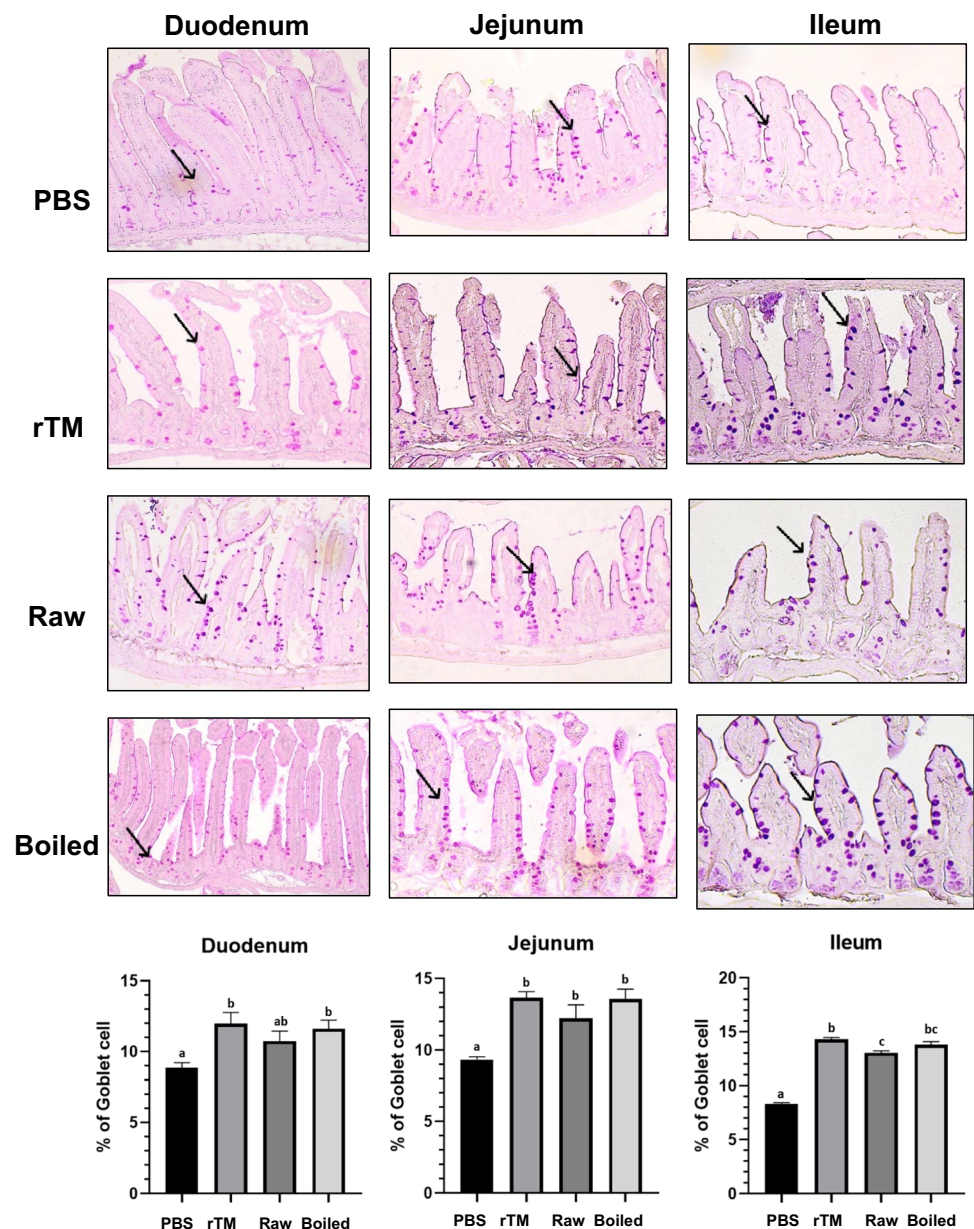 Duodenum Jejunum Ileum
PBS
rTM
Raw
Boiled
Duodenum
% of Goblet cell
15
10
5
0
a
b
ab
b
PBS rTM Raw Boiled
Jejunum
% of Goblet cell
15
10
5
0
a
b
b
b
PBS rTM Raw Boiled
Ileum
% of Goblet cell
20
15
10
5
0
a
b
c
bc
PBS rTM Raw Boiled